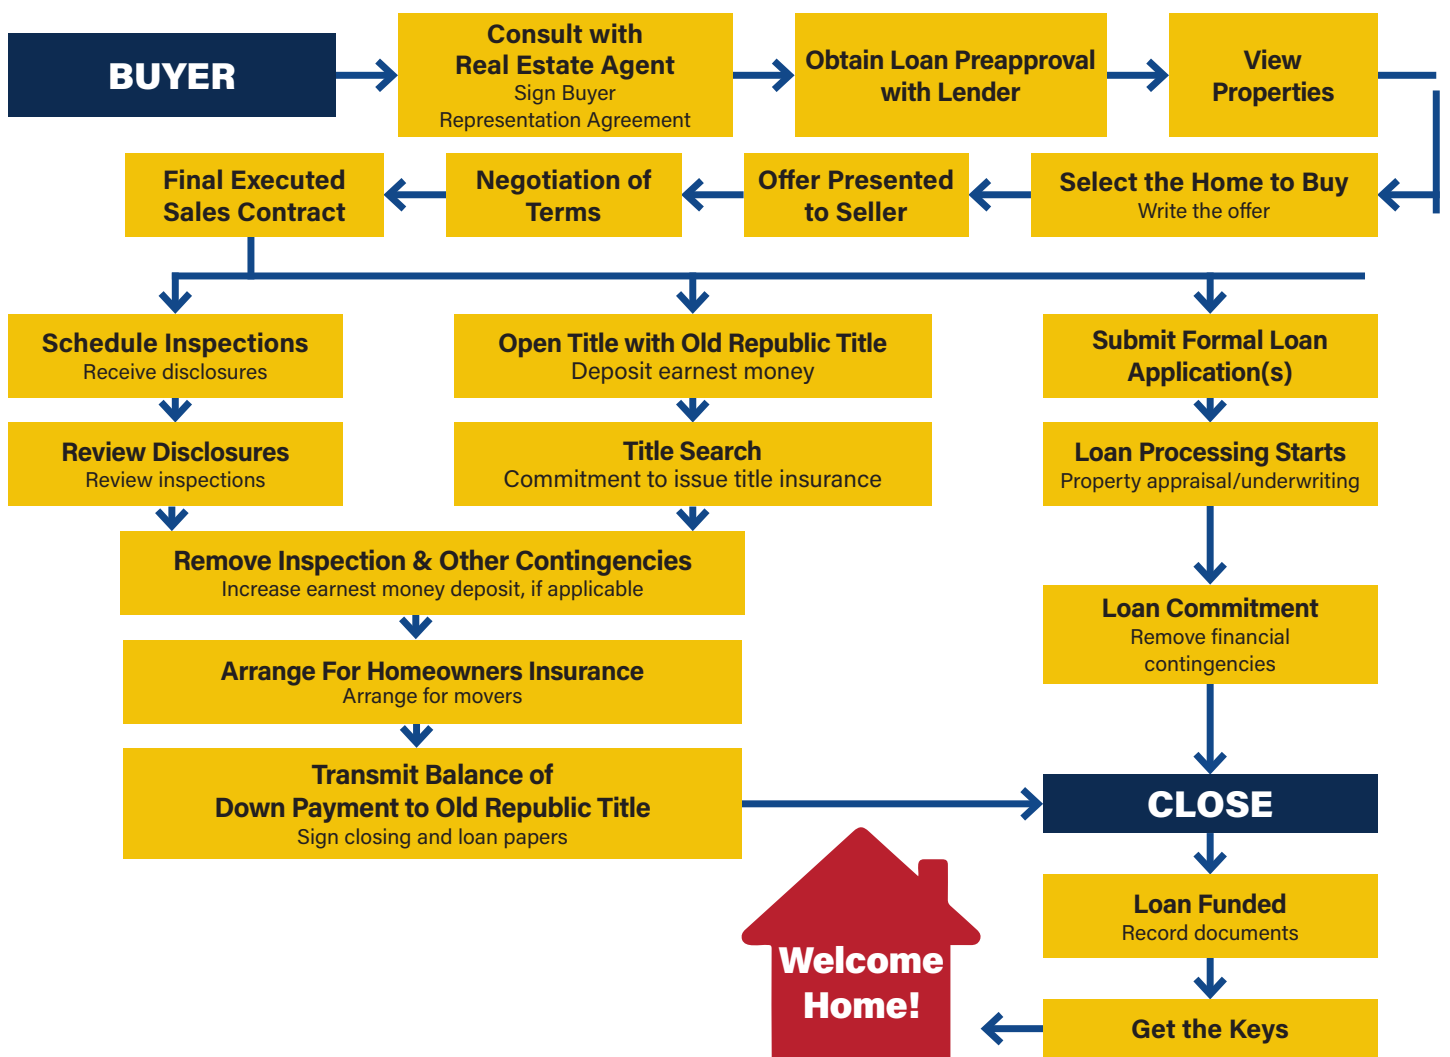 BUYER
Consult with
Real Estate Agent
Sign Buyer
Representation Agreement
Obtain Loan Preapproval
with Lender
View
Properties
Select the Home to Buy
Write the offer
Offer Presented
to Seller
Negotiation of
Terms
Final Executed
Sales Contract
Schedule Inspections
Receive disclosures
Open Title with Old Republic Title
Deposit earnest money
Submit Formal Loan
Application(s)
Review Disclosures
Review inspections
Title Search
Commitment to issue title insurance
Loan Processing Starts
Property appraisal/underwriting
Remove Inspection & Other Contingencies
Increase earnest money deposit, if applicable
Loan Commitment
Remove financial
contingencies
Arrange For Homeowners Insurance
Arrange for movers
Transmit Balance of
Down Payment to Old Republic Title
Sign closing and loan papers
CLOSE
Loan Funded
Record documents
Get the Keys
Welcome
Home!